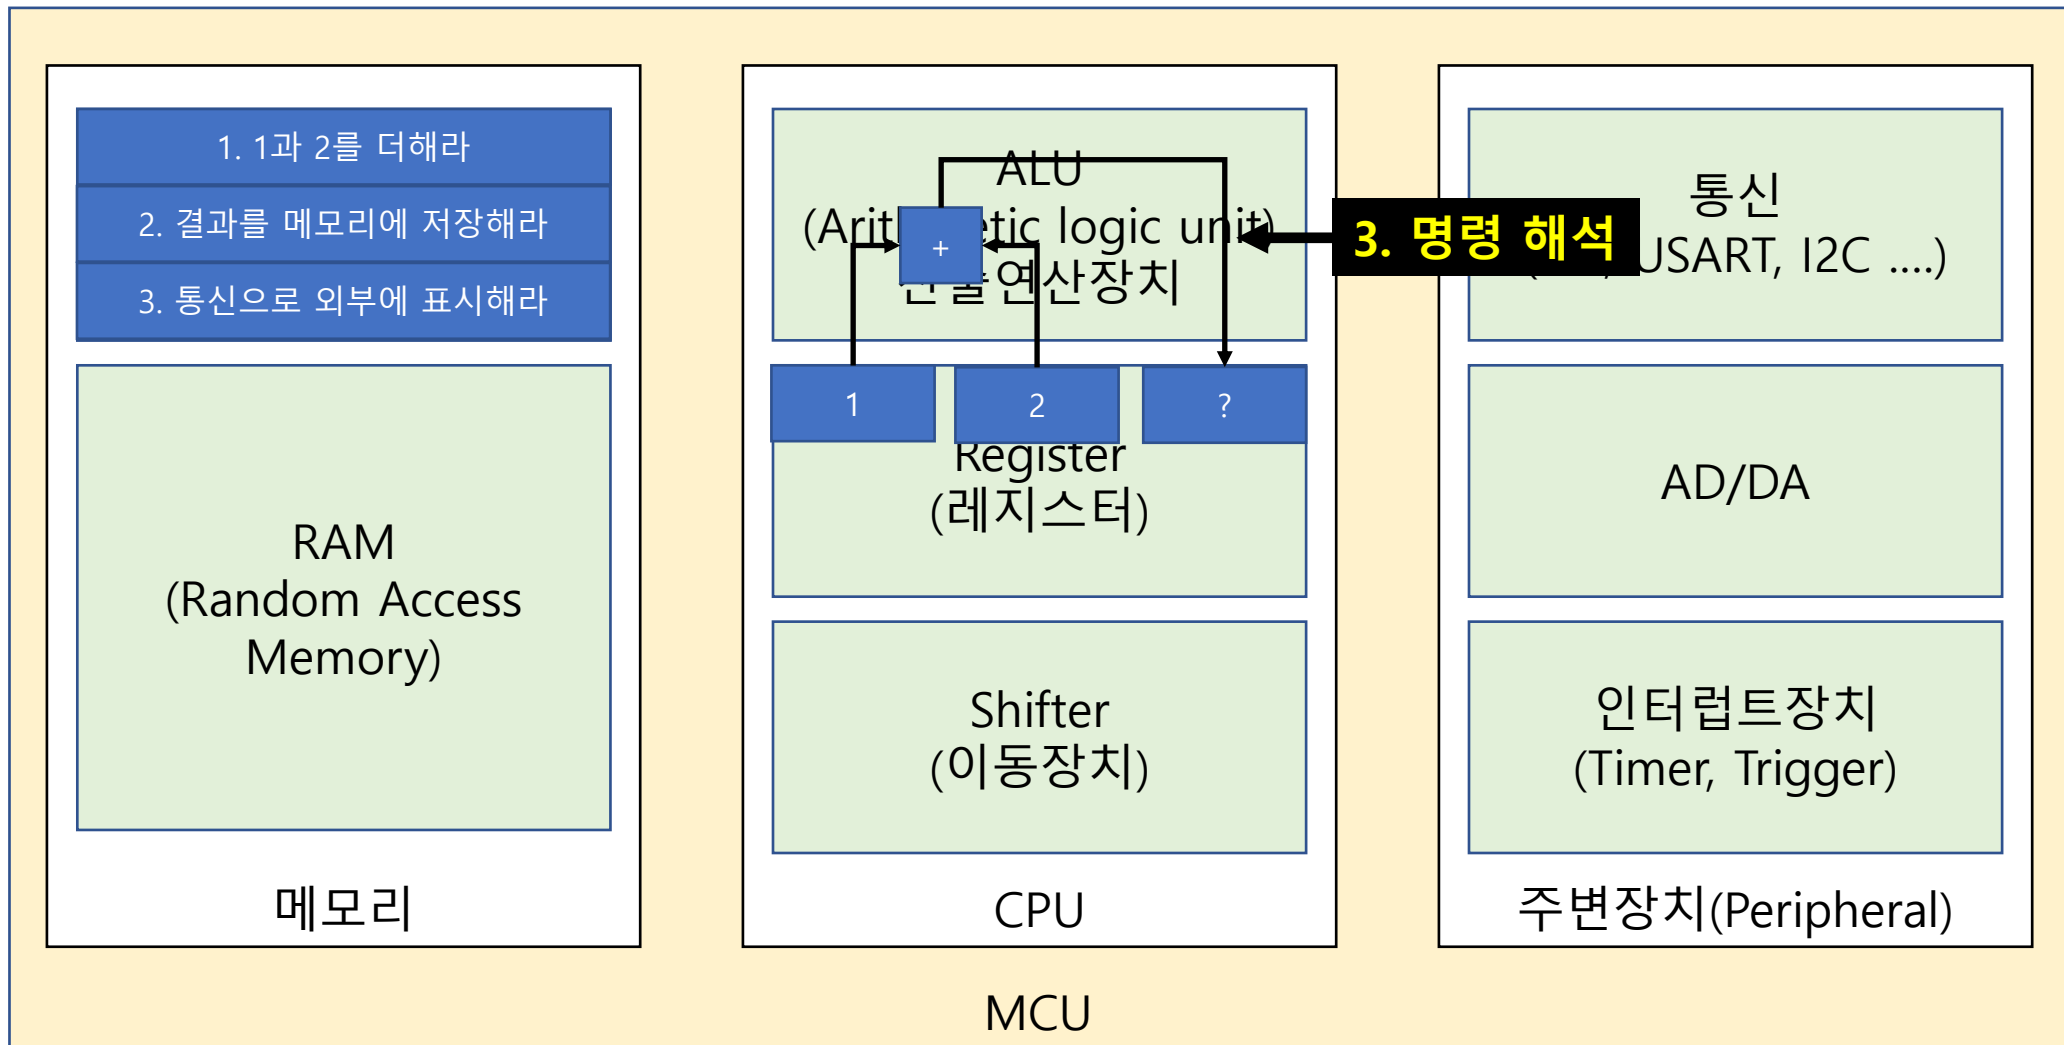 1. 1과 2를 더해라
2. 결과를 메모리에 저장해라
3. 통신으로 외부에 표시해라
RAM
(Random Access
Memory)
메모리
ALU
logic unit)
+
1
2
?
Register
(레지스터)
Shifter
(이동장치)
CPU
3. 명령 해석
통신
USART, I2C ....)
AD/DA
인터럽트장치
(Timer, Trigger)
주변장치(Peripheral)
MCU